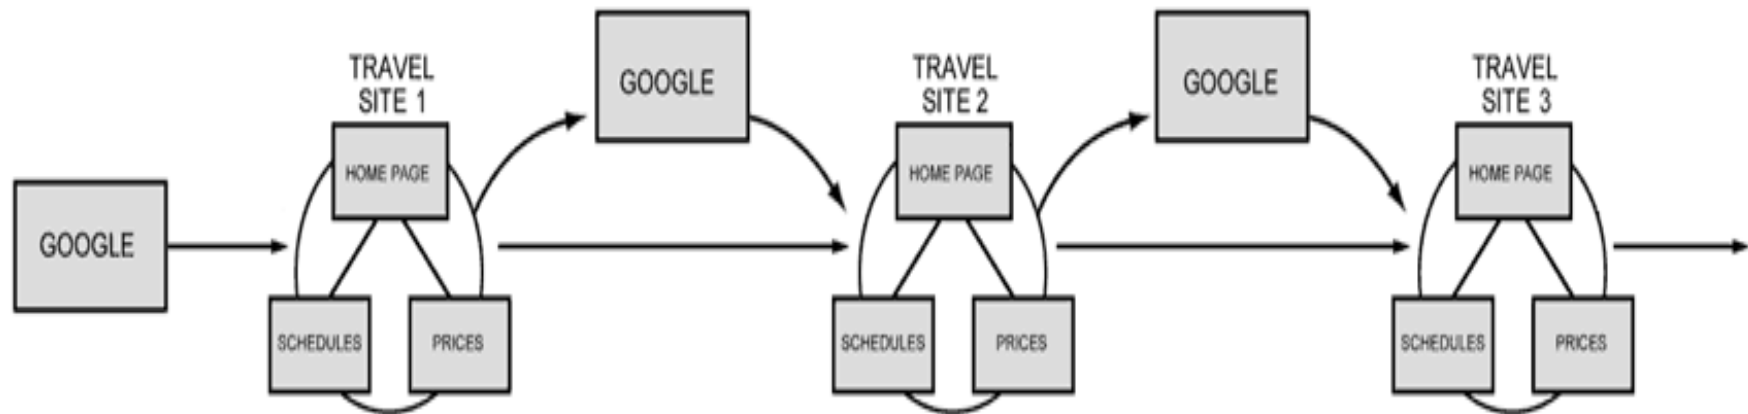 GOOGLE
TRAVEL
SITE 1
HOME PAGE
SCHEDULES
PRICES
GOOGLE
TRAVEL
SITE 2
HOME PAGE
SCHEDULES
PRICES
GOOGLE
TRAVEL
SITE 3
HOME PAGE
SCHEDULES
PRICES